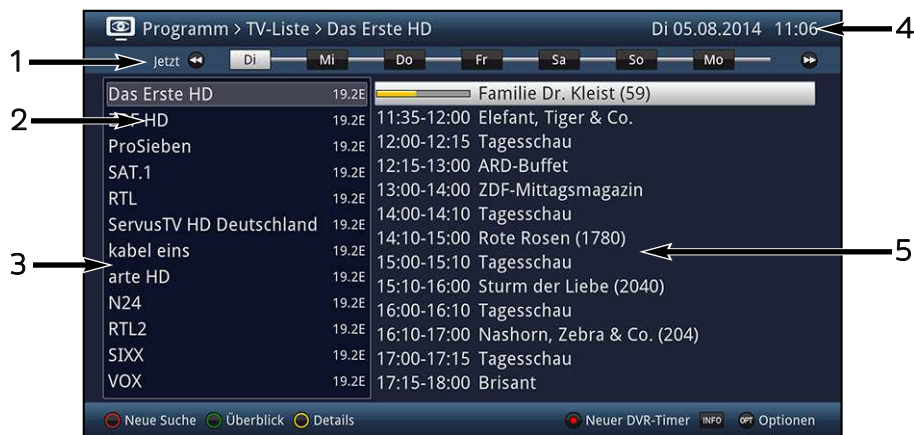 Programm > TV-Liste > Das Erste HD Di 05.08.2014 11:06
4
1
Jetzt Di Mi Do Fr Sa So Mo
Das Erste HD 19.2E
2
HD 19.2E
ProSieben 19.2E
SAT.1 19.2E
RTL 19.2E
ServusTV HD Deutschland 19.2E
kabel eins 19.2E
3
arte HD 19.2E
N24 19.2E
RTL2 19.2E
SIXX 19.2E
VOX 19.2E
Familie Dr. Kleist (59)
11:35-12:00 Elefant, Tiger & Co.
12:00-12:15 Tagesschau
12:15-13:00 ARD-Buffet
13:00-14:00 ZDF-Mittagsmagazin
14:00-14:10 Tagesschau
14:10-15:00 Rote Rosen (1780)
5
15:00-15:10 Tagesschau
15:10-16:00 Sturm der Liebe (2040)
16:00-16:10 Tagesschau
16:10-17:00 Nashorn, Zebra & Co. (204)
17:00-17:15 Tagesschau
17:15-18:00 Brisant
Neue Suche Überblick Details Neuer DVR-Timer INFO OPT Optionen